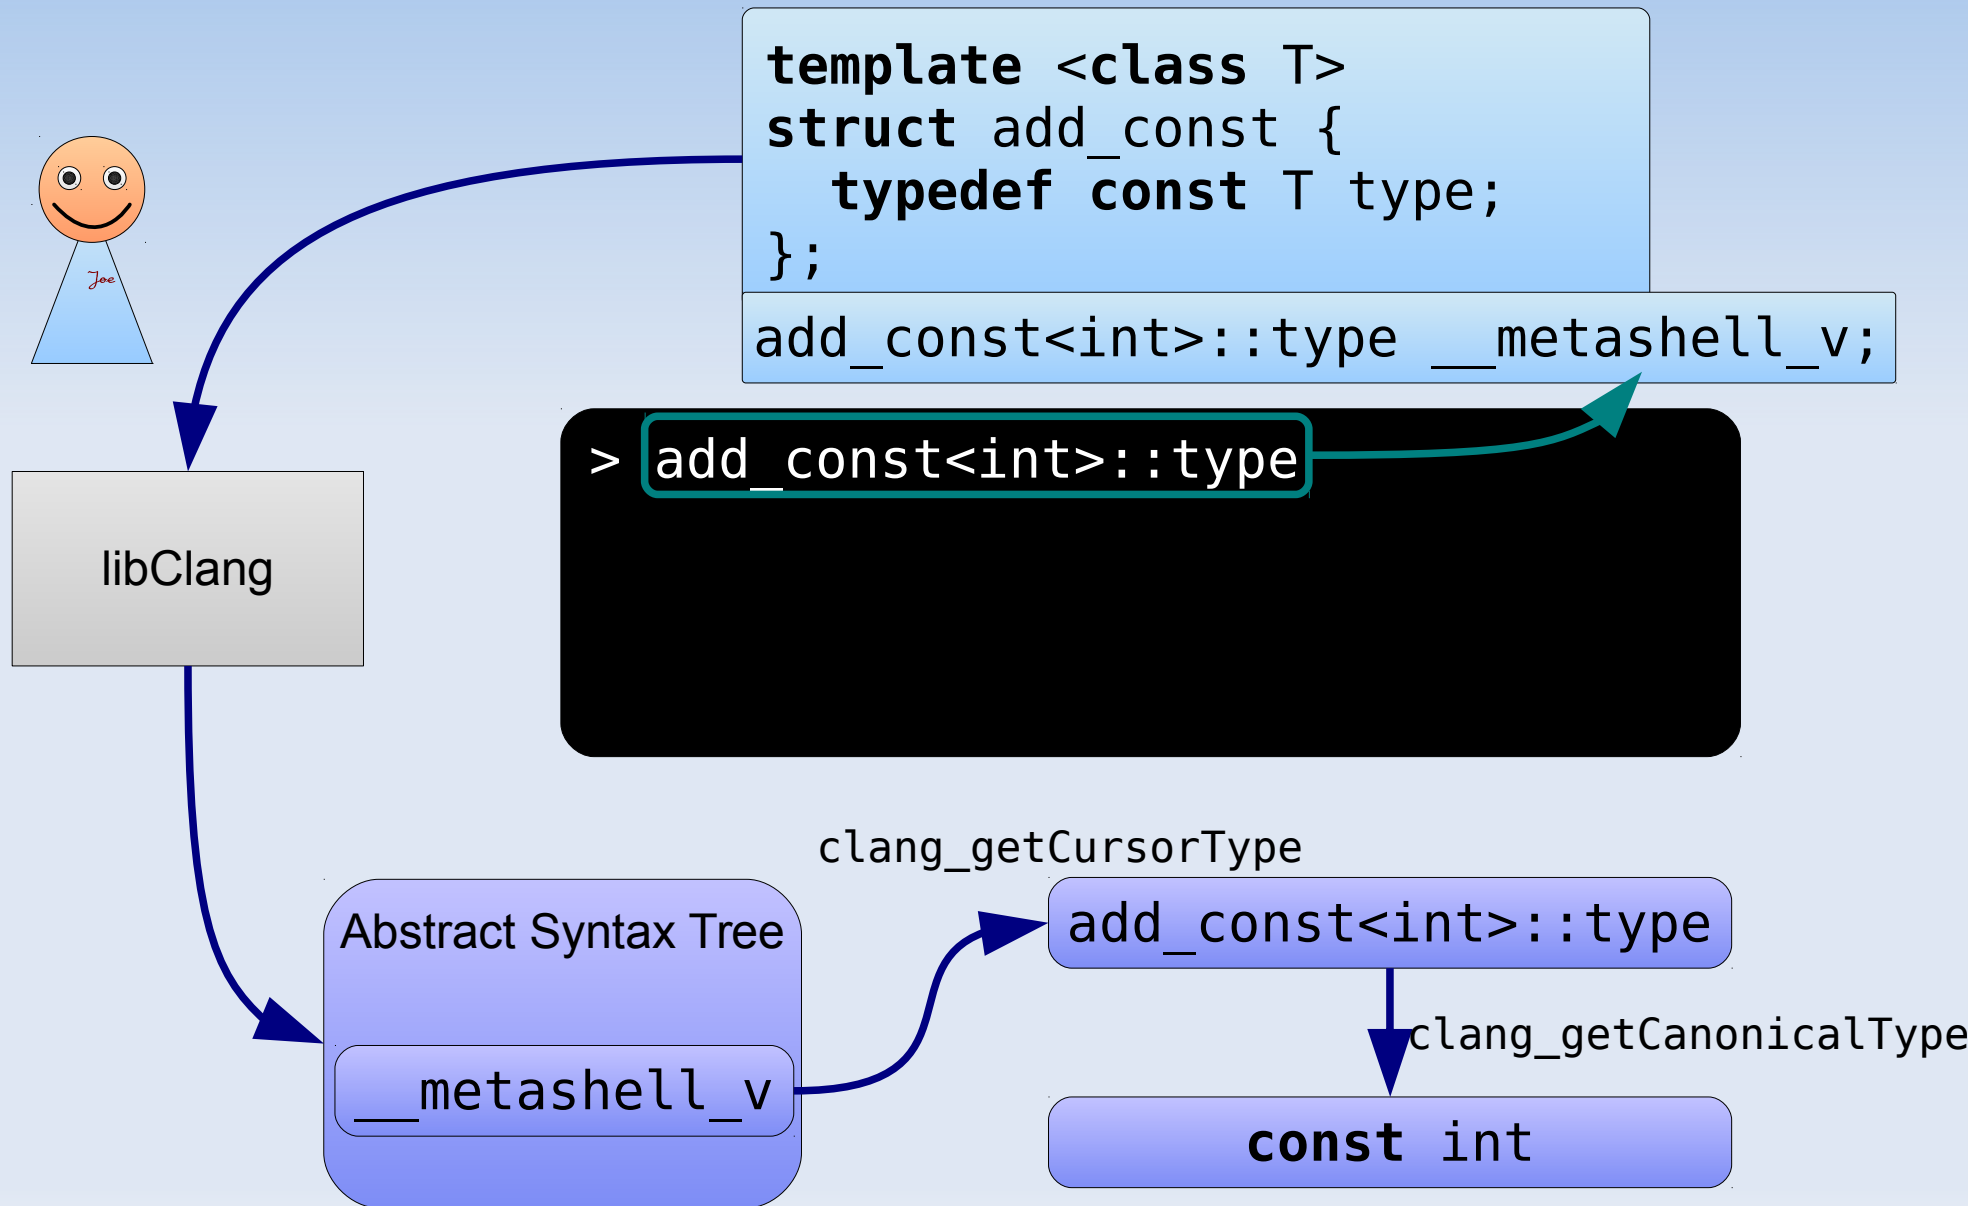 template <class T>
struct add_const {
  typedef const T type;
};
Joe
add_const<int>::type __metashell_v;
> add_const<int>::type
libClang
clang_getCursorType
Abstract Syntax Tree
add_const<int>::type
clang_getCanonicalType
__metashell_v
const int